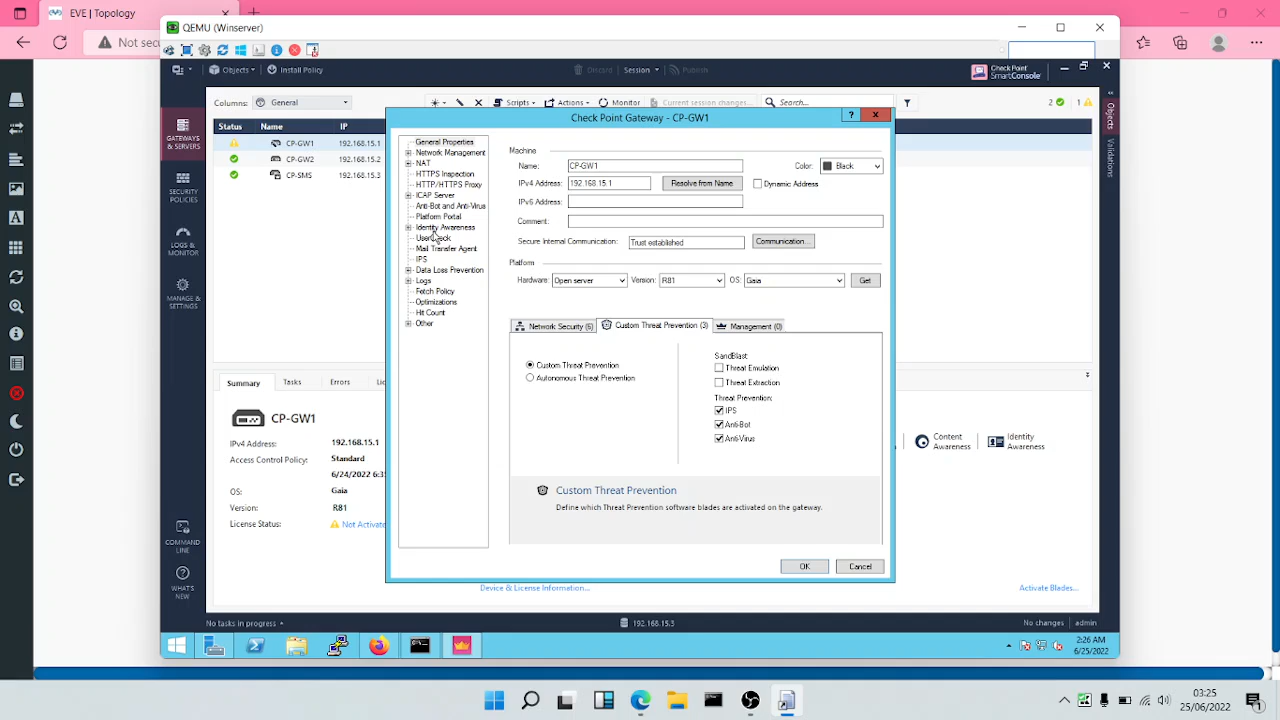 EVE | Topology
QEMU (Winserver)
Not sec
Objects
Install Policy
Discard
Session
Publish
Check Point
SmartConsole
Columns:
General
Scripts
Actions
Monitor
Current session changes...
Search...
2
1
Status
Name
IP
CP-GW1
192.168.15.1
CP-GW2
192.168.15.2
CP-SMS
192.168.15.3
GATEWAYS
& SERVERS
SECURITY
POLICIES
LOGS &
MONITOR
MANAGE &
SETTINGS
COMMAND
LINE
WHAT'S
NEW
Objects
Validations
Check Point Gateway - CP-GW1
?
General Properties
Network Management
NAT
HTTPS Inspection
HTTP/HTTPS Proxy
ICAP Server
Anti-Bot and Anti-Virus
Platform Portal
Identity Awareness
UserCheck
Mail Transfer Agent
IPS
Data Loss Prevention
Logs
Fetch Policy
Optimizations
Hit Count
Other
Machine
Name:
CP-GW1
Color:
Black
IPv4 Address:
192.168.15.1
Resolve from Name
Dynamic Address
IPv6 Address:
Comment:
Secure Internal Communication:
Trust established
Communication...
Platform
Hardware:
Open server
Version:
R81
OS:
Gaia
Get
Network Security (6)
Custom Threat Prevention (3)
Management (0)
Custom Threat Prevention
Autonomous Threat Prevention
SandBlast
Threat Emulation
Threat Extraction
Threat Prevention:
IPS
Anti-Bot
Anti-Virus
Custom Threat Prevention
Define which Threat Prevention software blades are activated on the gateway.
OK
Cancel
Summary
Tasks
Errors
CP-GW1
IPv4 Address:
192.168.15.1
Access Control Policy:
Standard
6/24/2022 6:3
OS:
Gaia
Version:
R81
License Status:
Not Activate
Content
Awareness
Identity
Awareness
Device & License Information...
Activate Blades...
No tasks in progress
192.168.15.3
No changes
admin
2:26 AM
6/25/2022
03:25
25/06/2022
1